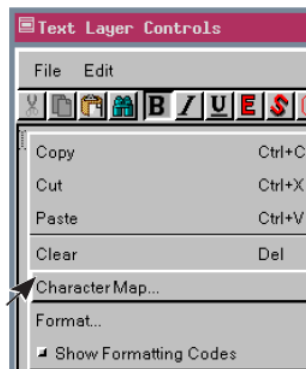 Text Layer Controls
File Edit
B I U E S
Copy Ctrl+C
Cut Ctrl+X
Paste Ctrl+V
Clear Del
Character Map...
Format...
Show Formatting Codes